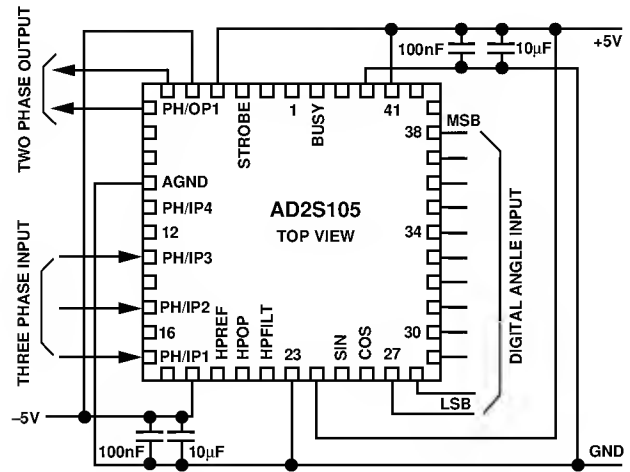 TWO PHASE OUTPUT
100nF
10μF
+5V
PH/OP1
STROBE
1
BUSY
41
38
MSB
AGND
PH/IP4
AD2S105
TOP VIEW
12
34
THREE PHASE INPUT
PH/IP3
PH/IP2
DIGITAL ANGLE INPUT
16
30
PH/IP1
HPREF
HPOP
HPFILT
23
SIN
COS
27
LSB
–5V
100nF
10μF
GND